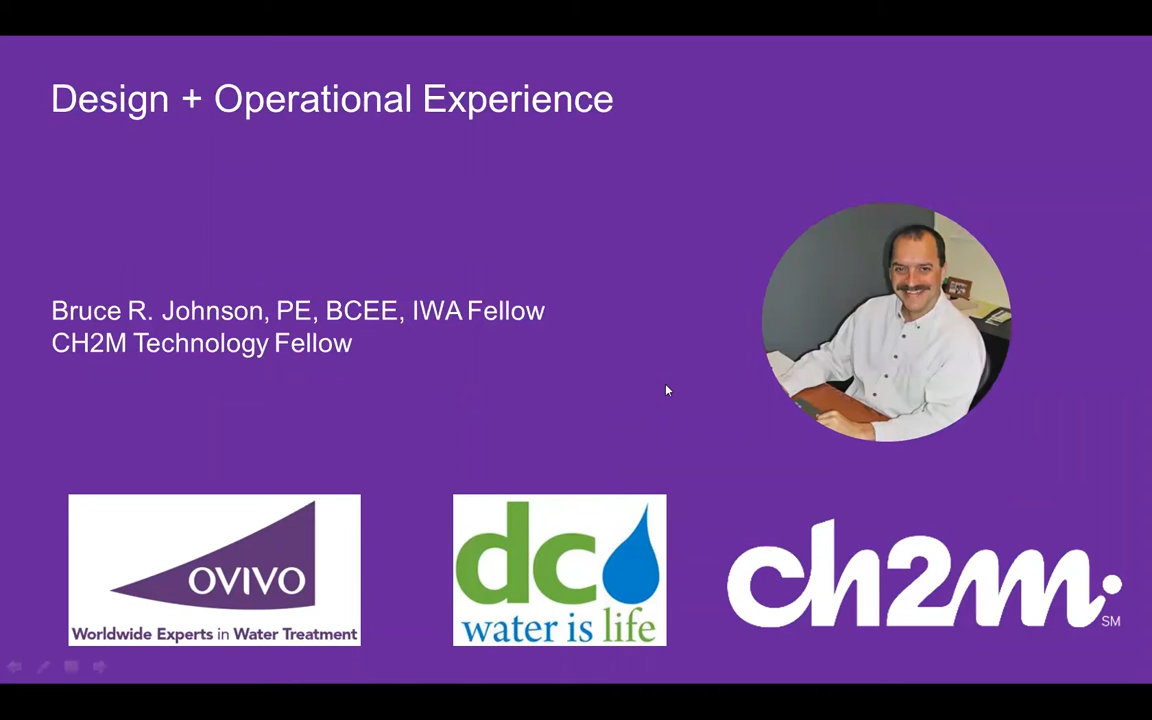 Design + Operational Experience
Bruce R. Johnson, PE, BCEE, IWA Fellow
CH2M Technology Fellow
OVIVO
Worldwide Experts in Water Treatment
dc
water is life
ch2m
SM